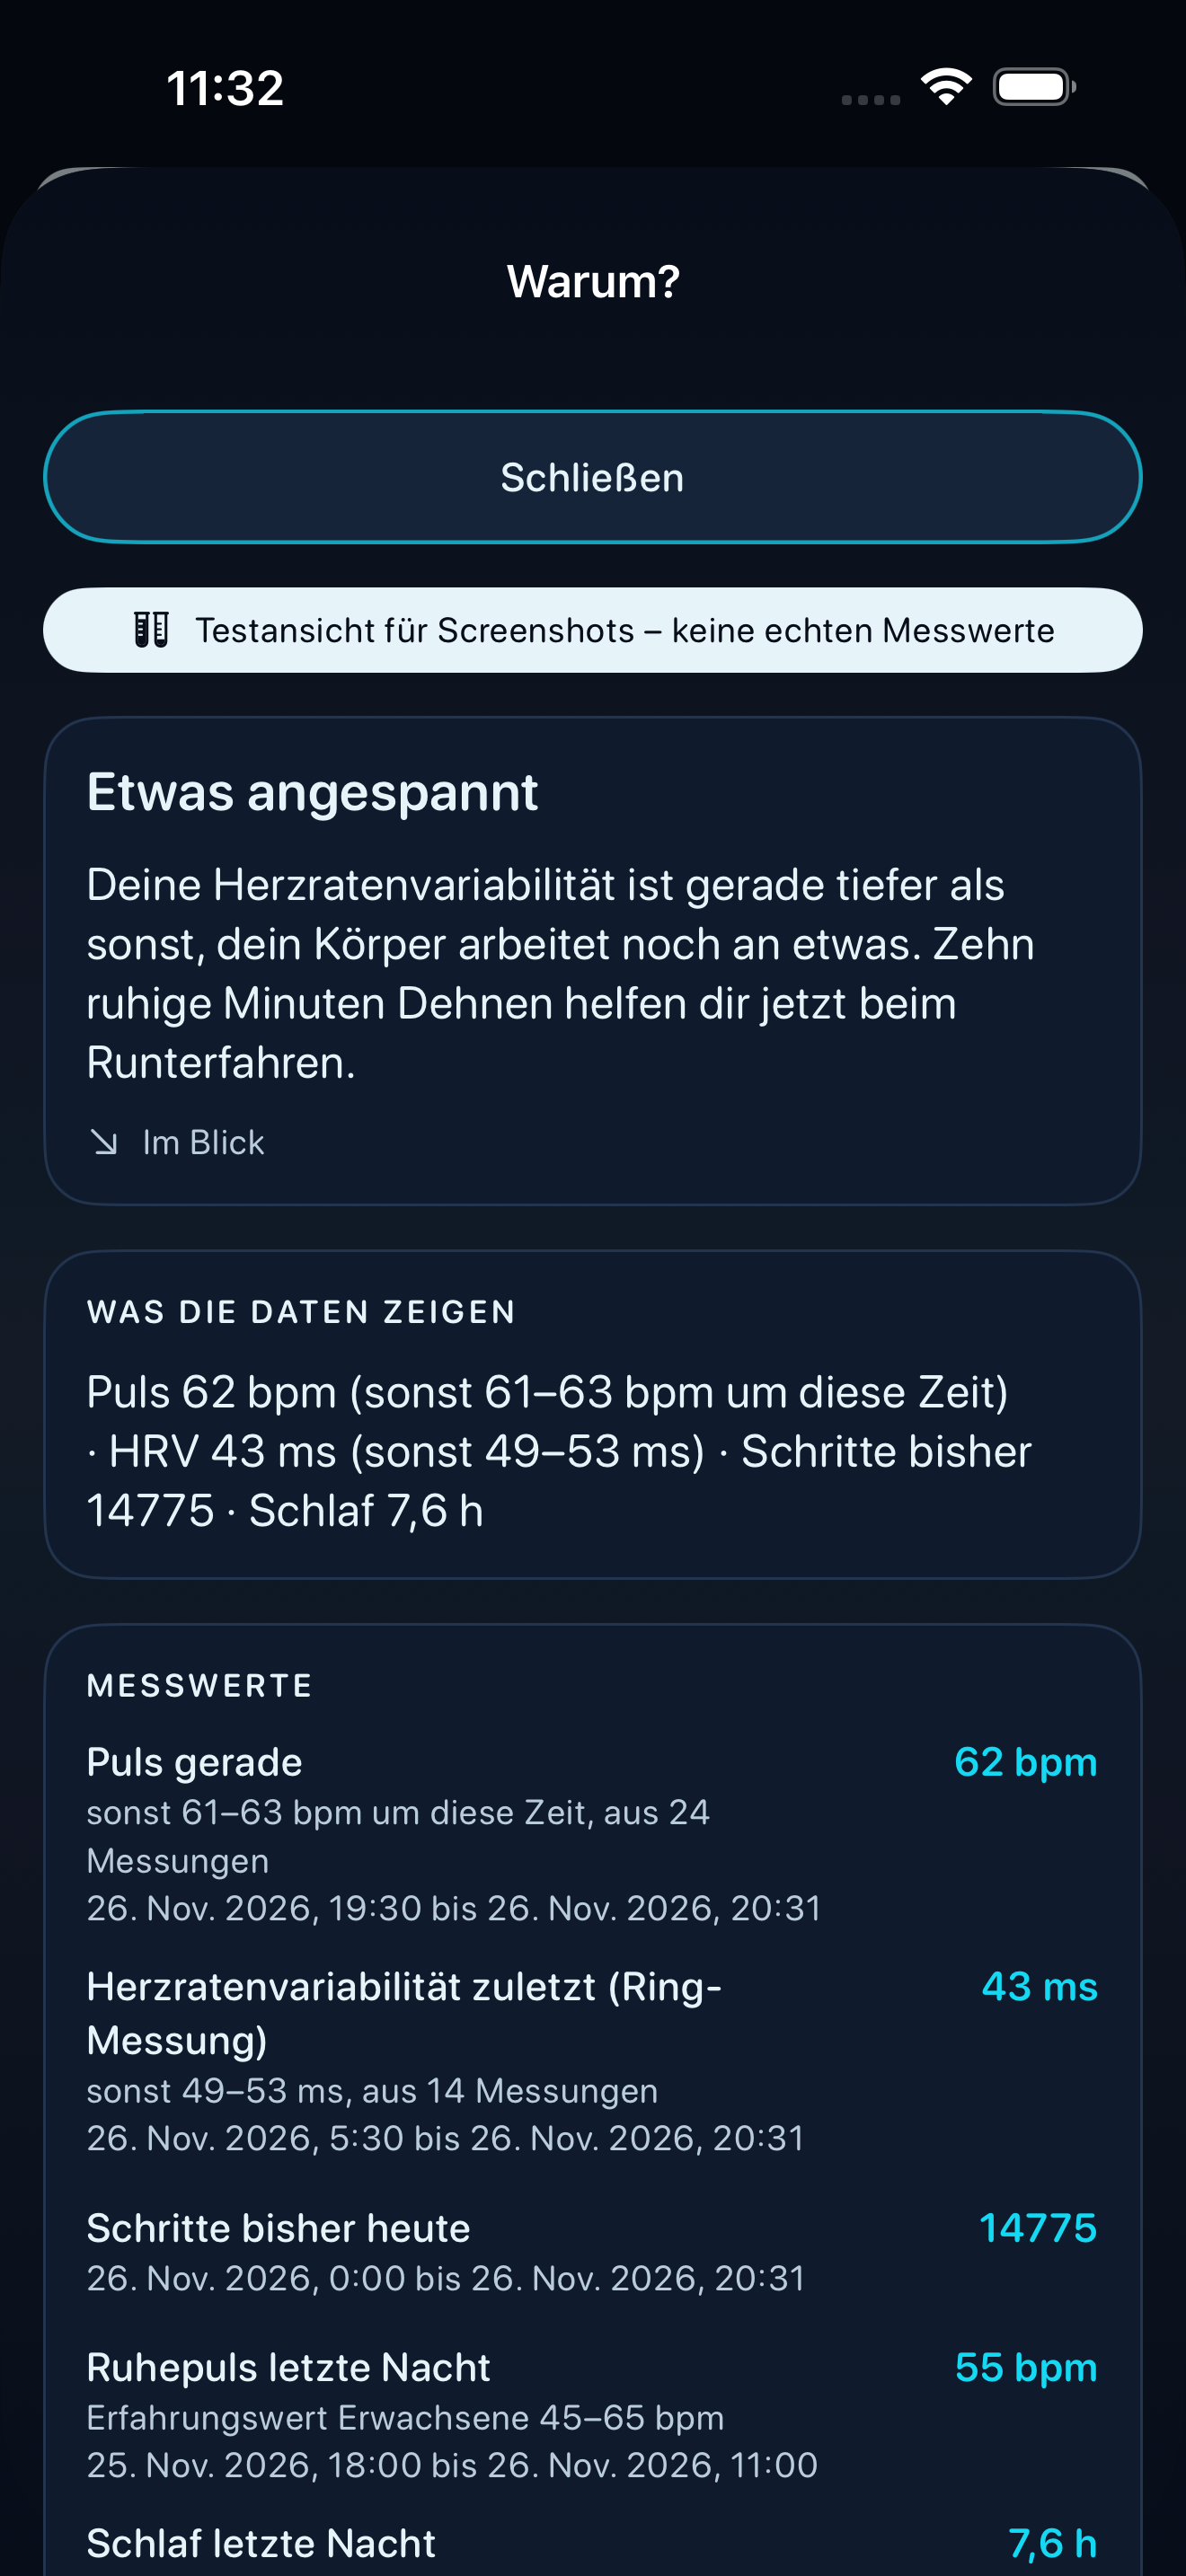 11:32
Warum?
Schließen
Testansicht für Screenshots – keine echten Messwerte
Etwas angespannt
Deine Herzratenvariabilität ist gerade tiefer als
sonst, dein Körper arbeitet noch an etwas. Zehn
ruhige Minuten Dehnen helfen dir jetzt beim
Runterfahren.
Im Blick
WAS DIE DATEN ZEIGEN
Puls 62 bpm (sonst 61–63 bpm um diese Zeit)
· HRV 43 ms (sonst 49–53 ms) · Schritte bisher
14775 · Schlaf 7,6 h
MESSWERTE
Puls gerade 62 bpm
sonst 61–63 bpm um diese Zeit, aus 24
Messungen
26. Nov. 2026, 19:30 bis 26. Nov. 2026, 20:31
Herzratenvariabilität zuletzt (Ring- 43 ms
Messung)
sonst 49–53 ms, aus 14 Messungen
26. Nov. 2026, 5:30 bis 26. Nov. 2026, 20:31
Schritte bisher heute 14775
26. Nov. 2026, 0:00 bis 26. Nov. 2026, 20:31
Ruhepuls letzte Nacht 55 bpm
Erfahrungswert Erwachsene 45–65 bpm
25. Nov. 2026, 18:00 bis 26. Nov. 2026, 11:00
Schlaf letzte Nacht 7,6 h